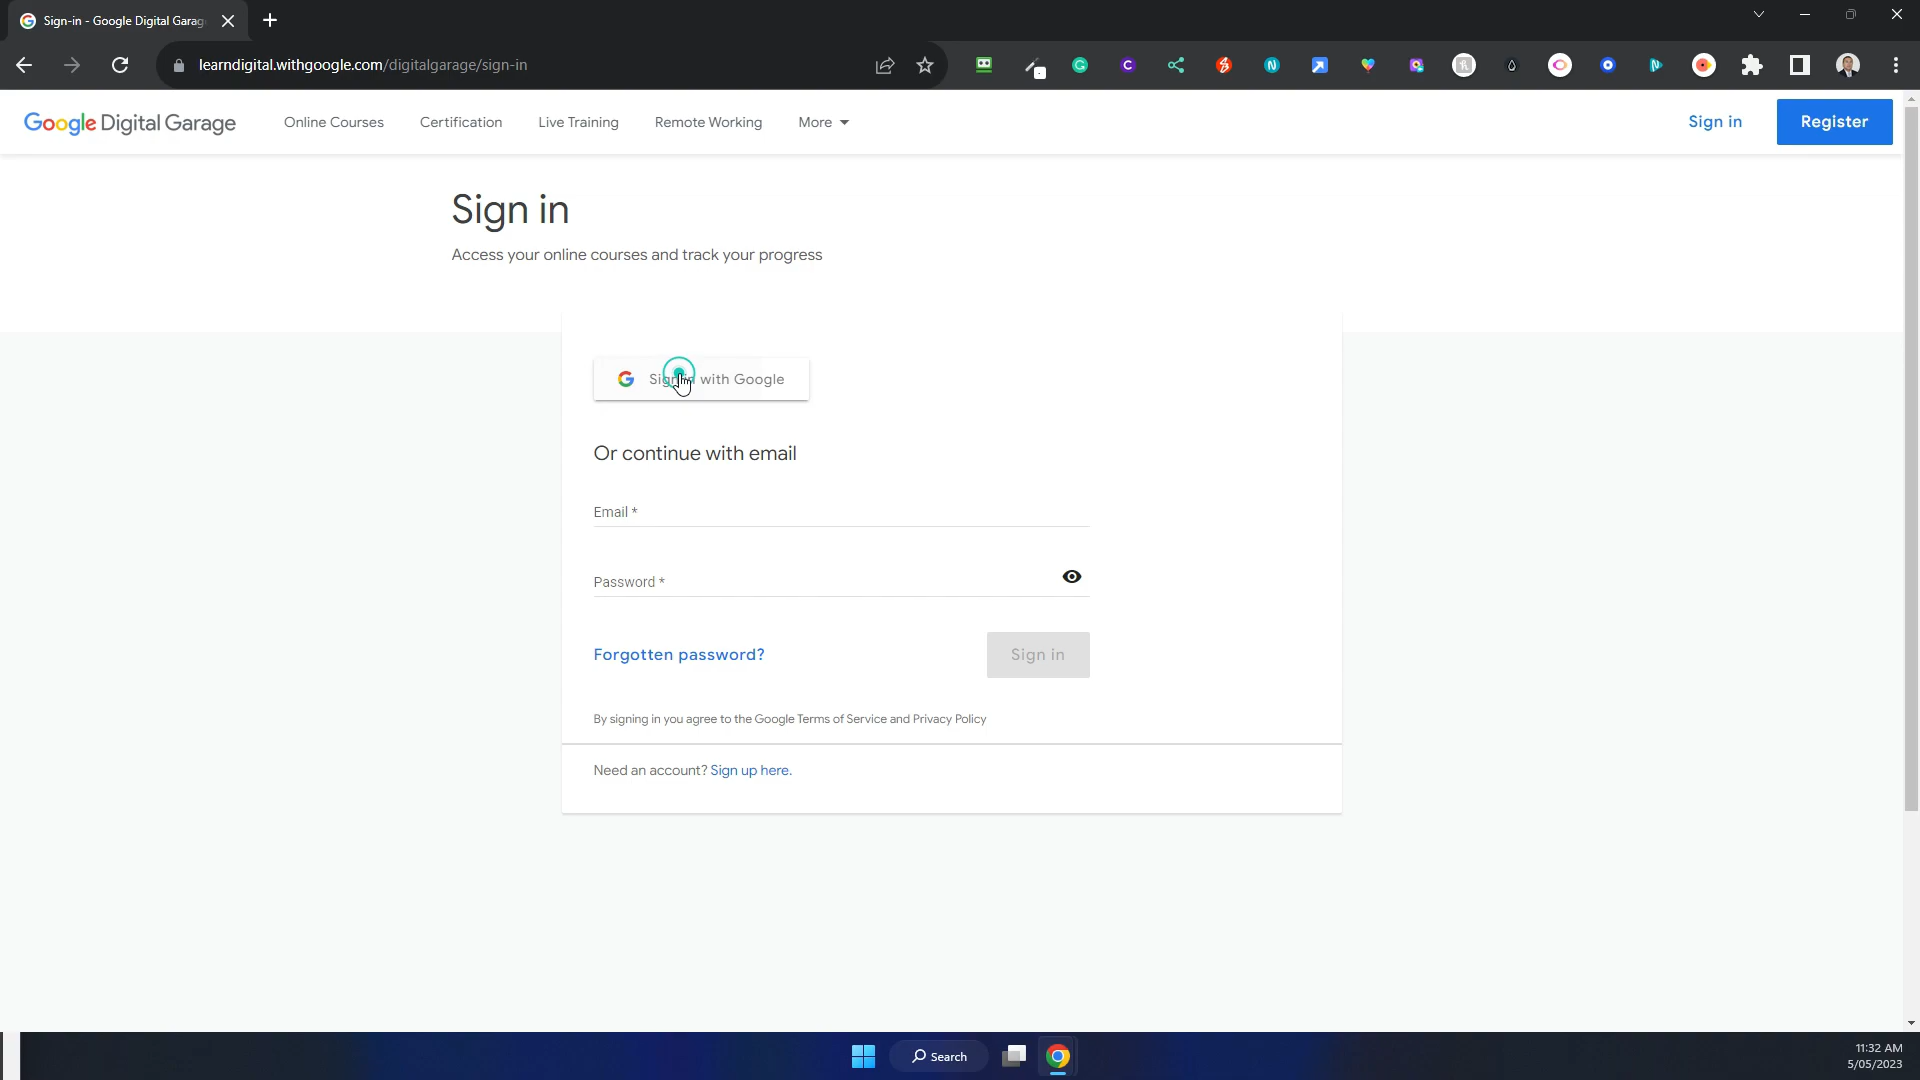 Sign-in - Google Digital Garag
learndigital.withgoogle.com/digitalgarage/sign-in
Google Digital Garage
Online Courses
Certification
Live Training
Remote Working
More
Sign in
Register
Sign in
Access your online courses and track your progress
Sign in with Google
Or continue with email
Email *
Password *
Forgotten password?
Sign in
By signing in you agree to the Google Terms of Service and Privacy Policy
Need an account? Sign up here.
Search
11:32 AM
5/05/2023